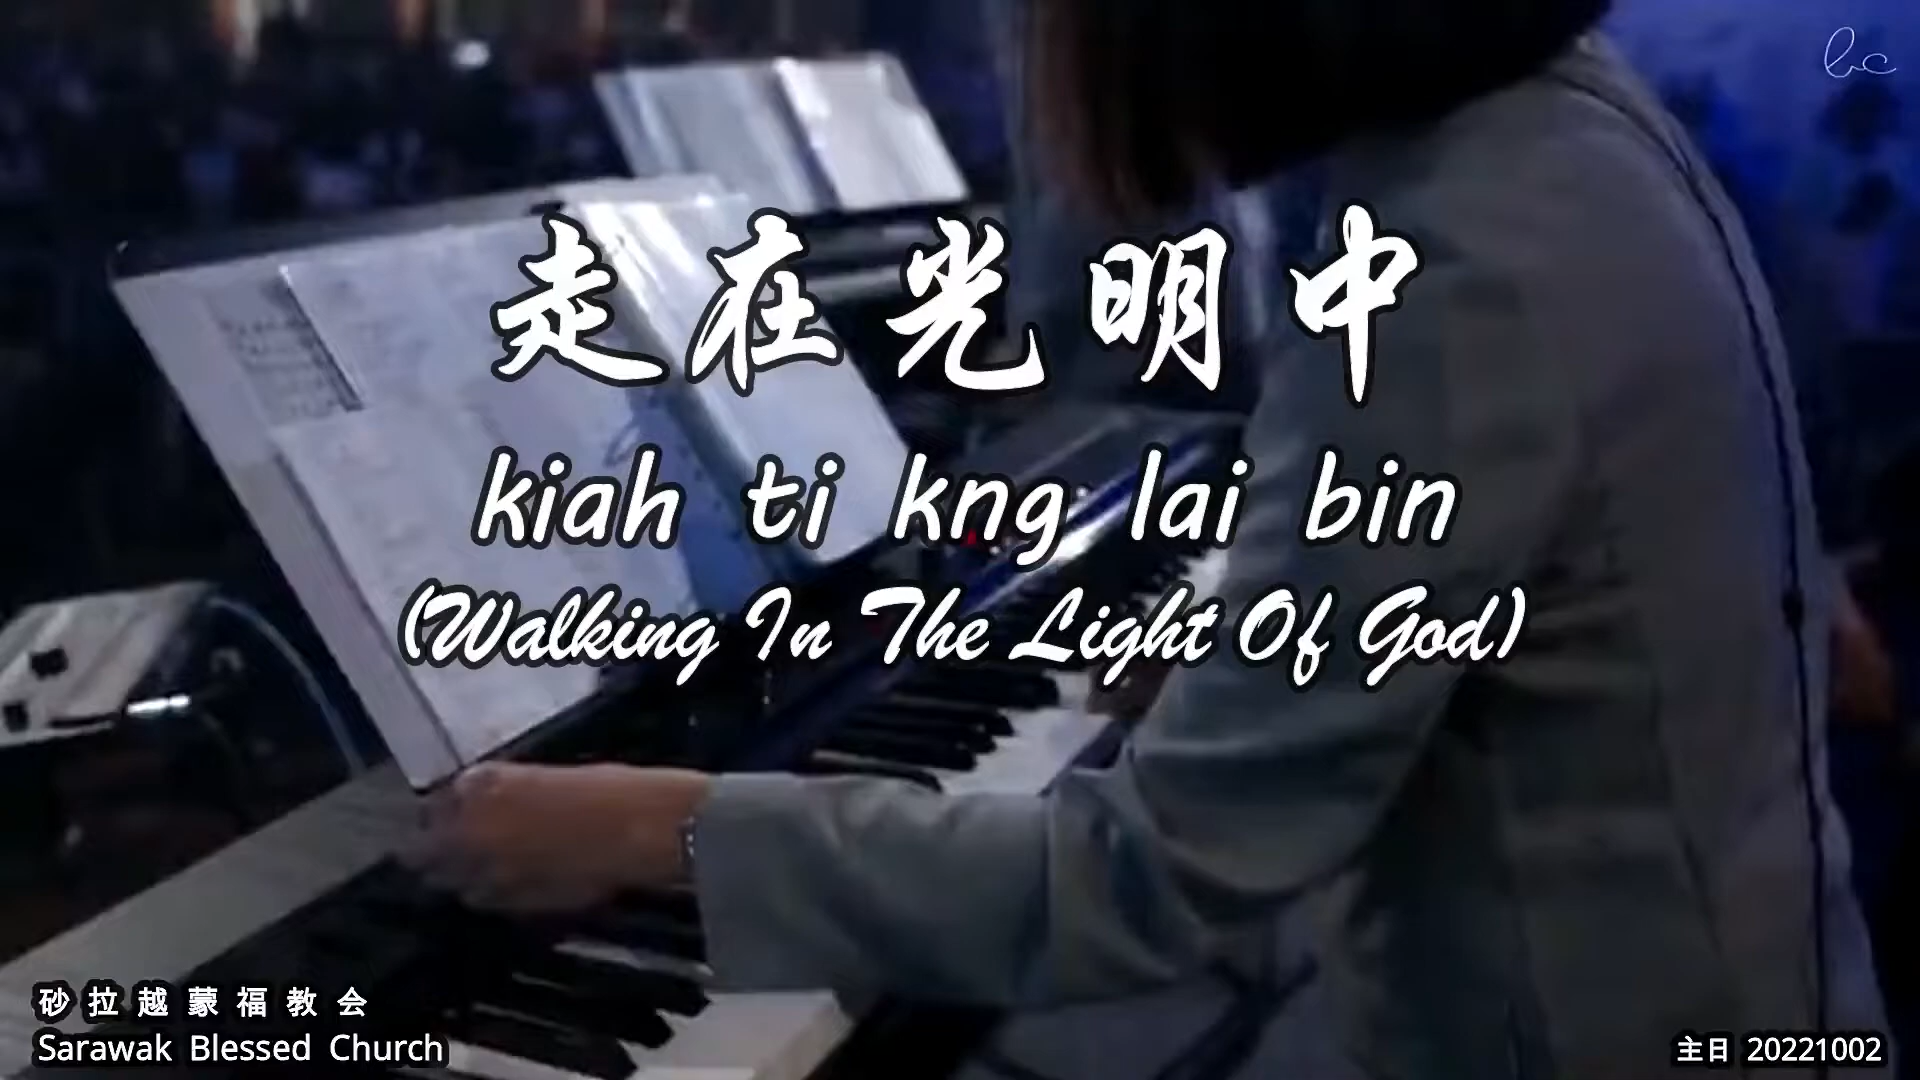 走在光明中
kiah ti kng lai bin
(Walking In The Light Of God)
砂拉越蒙福教会
Sarawak Blessed Church
主日 20221002